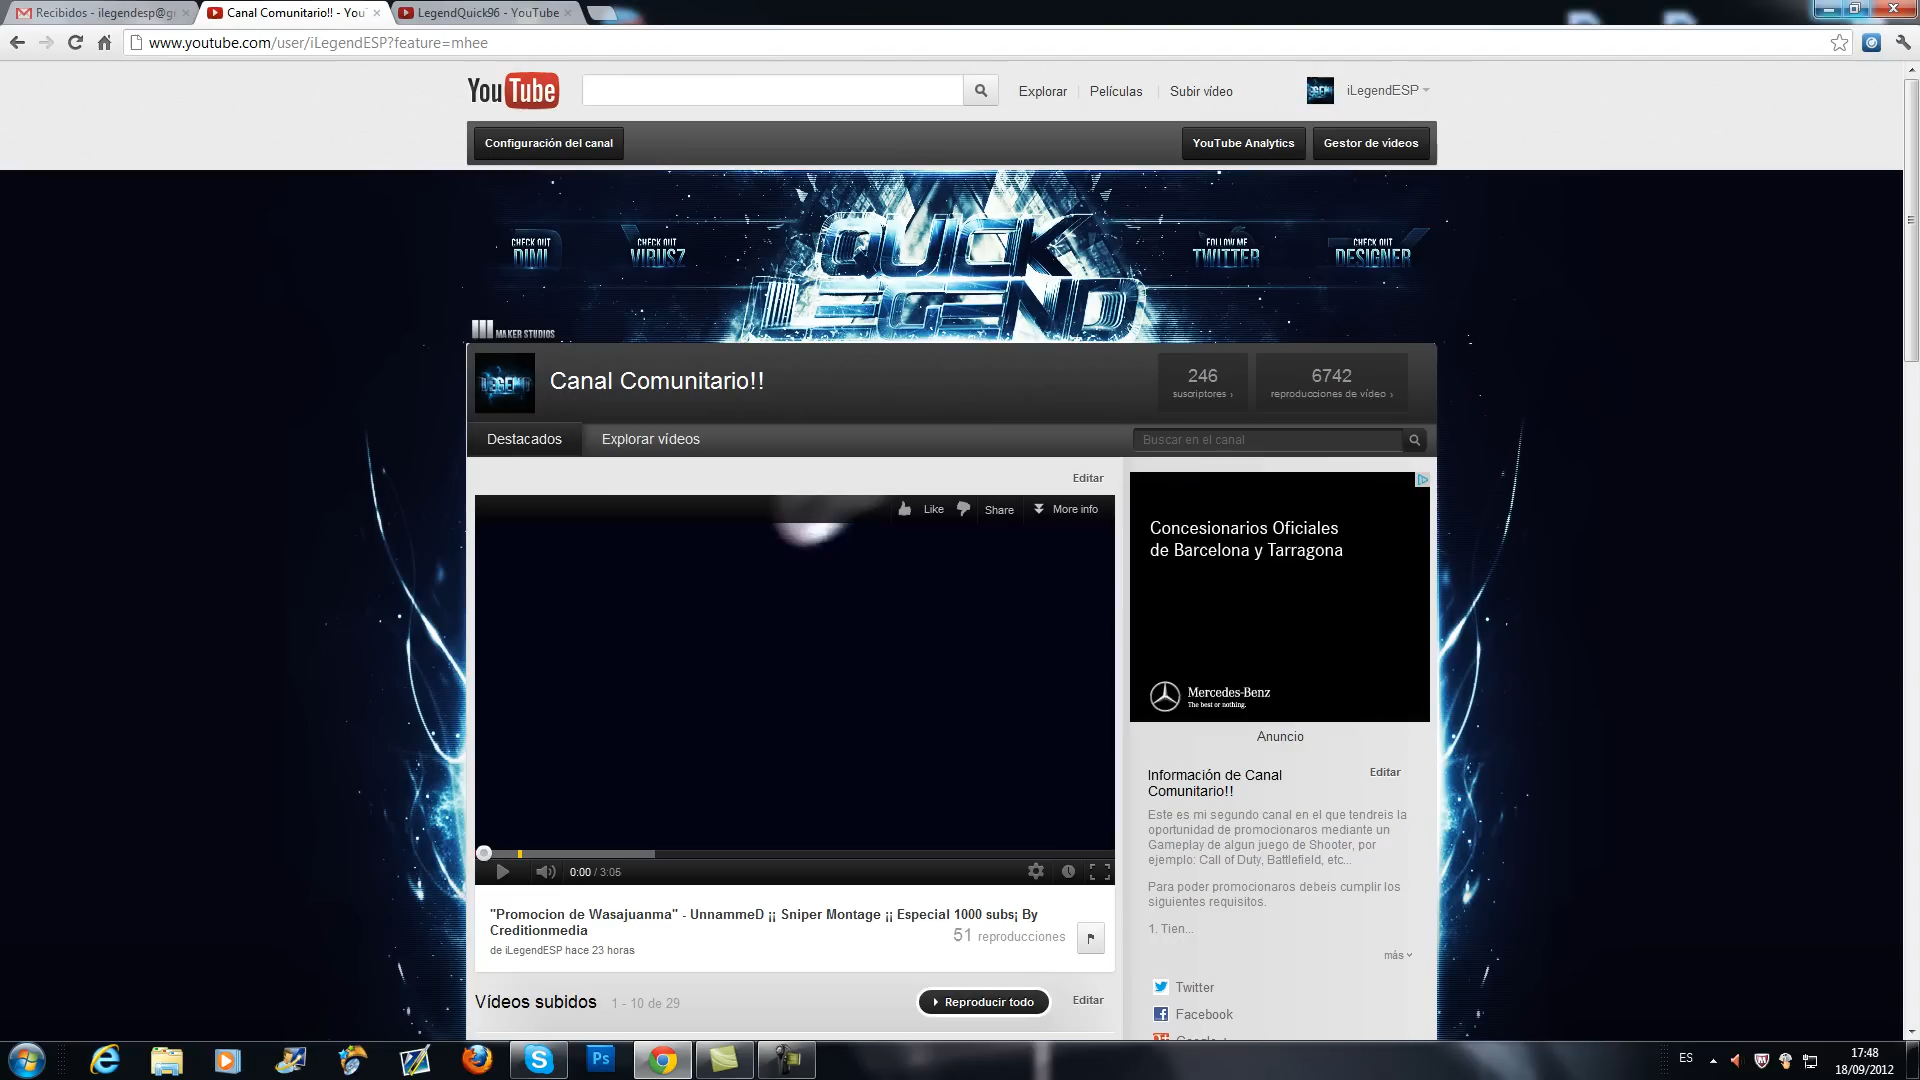 Recibidos - ilegendesp@g
Canal Comunitario!! - You
LegendQuick96 - YouTube
www.youtube.com/user/iLegendESP?feature=mhee
YouTube
Explorar
Películas
Subir vídeo
iLegendESP
Configuración del canal
YouTube Analytics
Gestor de vídeos
QUICK
LEGEND
CHECK OUT
DIMI
CHECK OUT
VIRUSZ
FOLLOW ME
TWITTER
CHECK OUT
DESIGNER
MAKER STUDIOS
LEGEND
Canal Comunitario!!
246
suscriptores ›
6742
reproducciones de vídeo ›
Destacados
Explorar vídeos
Buscar en el canal
Editar
Like
Share
More info
0:00 / 3:05
"Promocion de Wasajuanma" - UnnammeD ¡¡ Sniper Montage ¡¡ Especial 1000 subs¡ By
Creditionmedia
51 reproducciones
de iLegendESP hace 23 horas
Vídeos subidos
1 - 10 de 29
Reproducir todo
Editar
Concesionarios Oficiales
de Barcelona y Tarragona
Mercedes-Benz
The best or nothing.
Anuncio
Información de Canal
Comunitario!!
Editar
Este es mi segundo canal en el que tendreis la
oportunidad de promocionaros mediante un
Gameplay de algun juego de Shooter, por
ejemplo: Call of Duty, Battlefield, etc...
Para poder promocionaros debeis cumplir los
siguientes requisitos.
1. Tien...
más
Twitter
Facebook
Ps
ES
17:48
18/09/2012